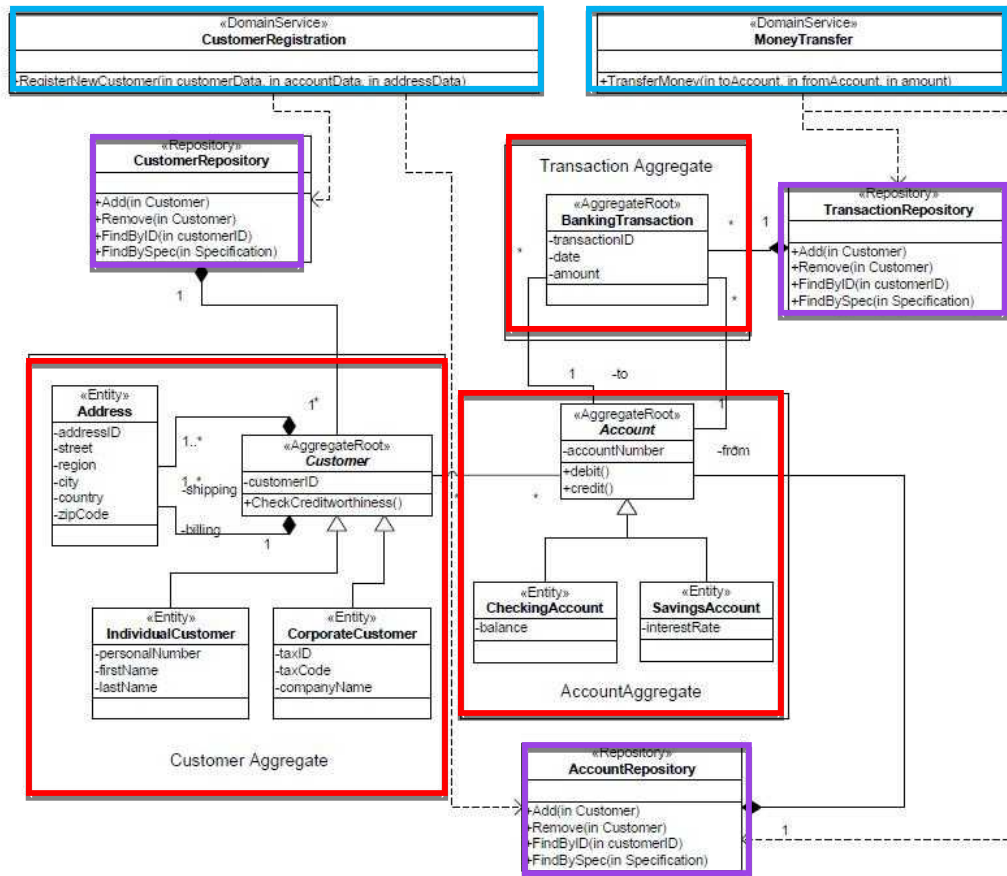 «DomainService»
CustomerRegistration
+RegisterNewCustomer(in customerData, in accountData, in addressData)
«DomainService»
MoneyTransfer
+TransferMoney(in toAccount, in fromAccount, in amount)
«Repository»
CustomerRepository
+Add(in Customer)
+Remove(in Customer)
+FindByID(in customerID)
+FindBySpec(in Specification)
1
Transaction Aggregate
«AggregateRoot»
BankingTransaction
-transactionID
-date
-amount
*
*
*
1
«Repository»
TransactionRepository
+Add(in Customer)
+Remove(in Customer)
+FindByID(in customerID)
+FindBySpec(in Specification)
1
-to
1
-from
«Entity»
Address
-addressID
-street
-region
-city
-country
-zipCode
1*
1..*
1..*
-shipping
-billing
1
«AggregateRoot»
Customer
-customerID
+CheckCreditworthiness()
*
*
«AggregateRoot»
Account
-accountNumber
+debit()
+credit()
«Entity»
IndividualCustomer
-personalNumber
-firstName
-lastName
«Entity»
CorporateCustomer
-taxID
-taxCode
-companyName
Customer Aggregate
«Entity»
CheckingAccount
-balance
«Entity»
SavingsAccount
-interestRate
AccountAggregate
«Repository»
AccountRepository
+Add(in Customer)
+Remove(in Customer)
+FindByID(in customerID)
+FindBySpec(in Specification)
1